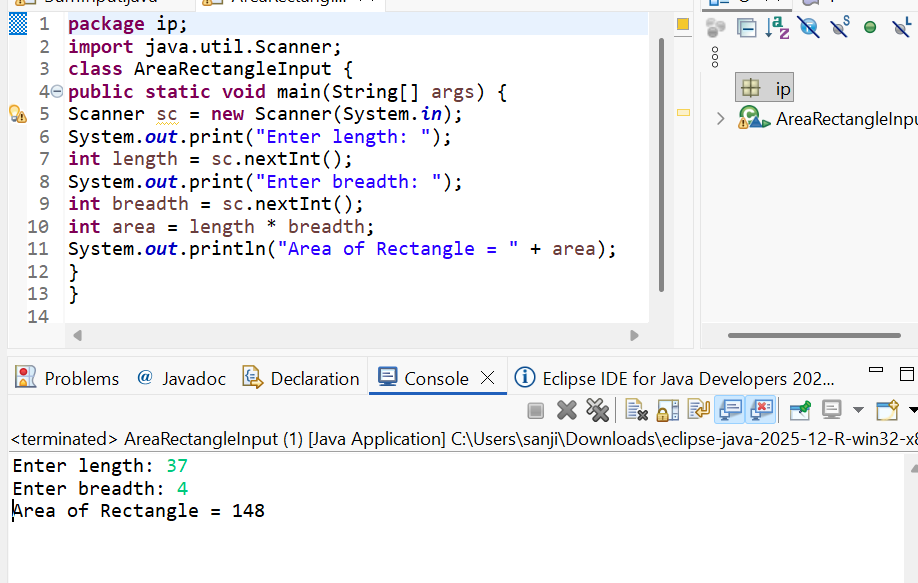 1 package ip;
2 import java.util.Scanner;
3 class AreaRectangleInput {
4 public static void main(String[] args) {
5 Scanner sc = new Scanner(System.in);
6 System.out.print("Enter length: ");
7 int length = sc.nextInt();
8 System.out.print("Enter breadth: ");
9 int breadth = sc.nextInt();
10 int area = length * breadth;
11 System.out.println("Area of Rectangle = " + area);
12 }
13 }
14
ip
AreaRectangleInpu
Problems @ Javadoc Declaration Console Eclipse IDE for Java Developers 202...
<terminated> AreaRectangleInput (1) [Java Application] C:\Users\sanji\Downloads\eclipse-java-2025-12-R-win32-x8
Enter length: 37
Enter breadth: 4
Area of Rectangle = 148